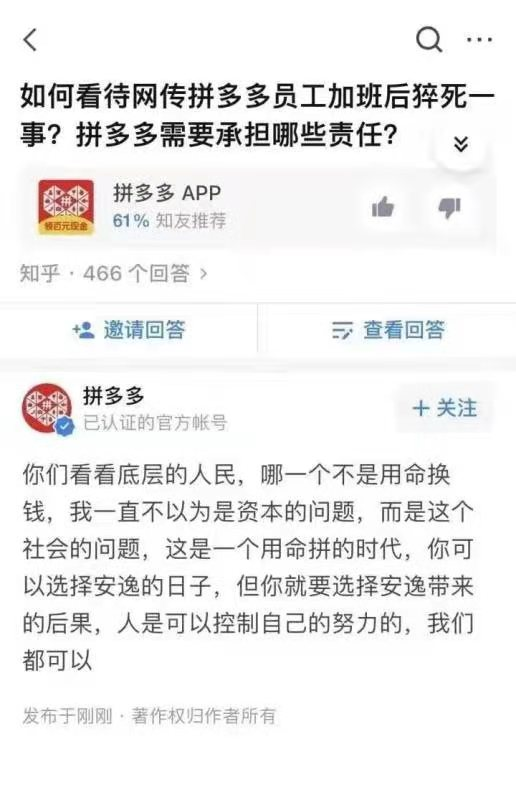 如何看待网传拼多多员工加班后猝死一
事？拼多多需要承担哪些责任？
拼
领百元现金
拼多多 APP
61% 知友推荐
知乎 · 466 个回答 >
邀请回答
查看回答
拼
拼多多
已认证的官方帐号
+ 关注
你们看看底层的人民，哪一个不是用命换
钱，我一直不以为是资本的问题，而是这个
社会的问题，这是一个用命拼的时代，你可
以选择安逸的日子，但你就要选择安逸带来
的后果，人是可以控制自己的努力的，我们
都可以
发布于刚刚 · 著作权归作者所有